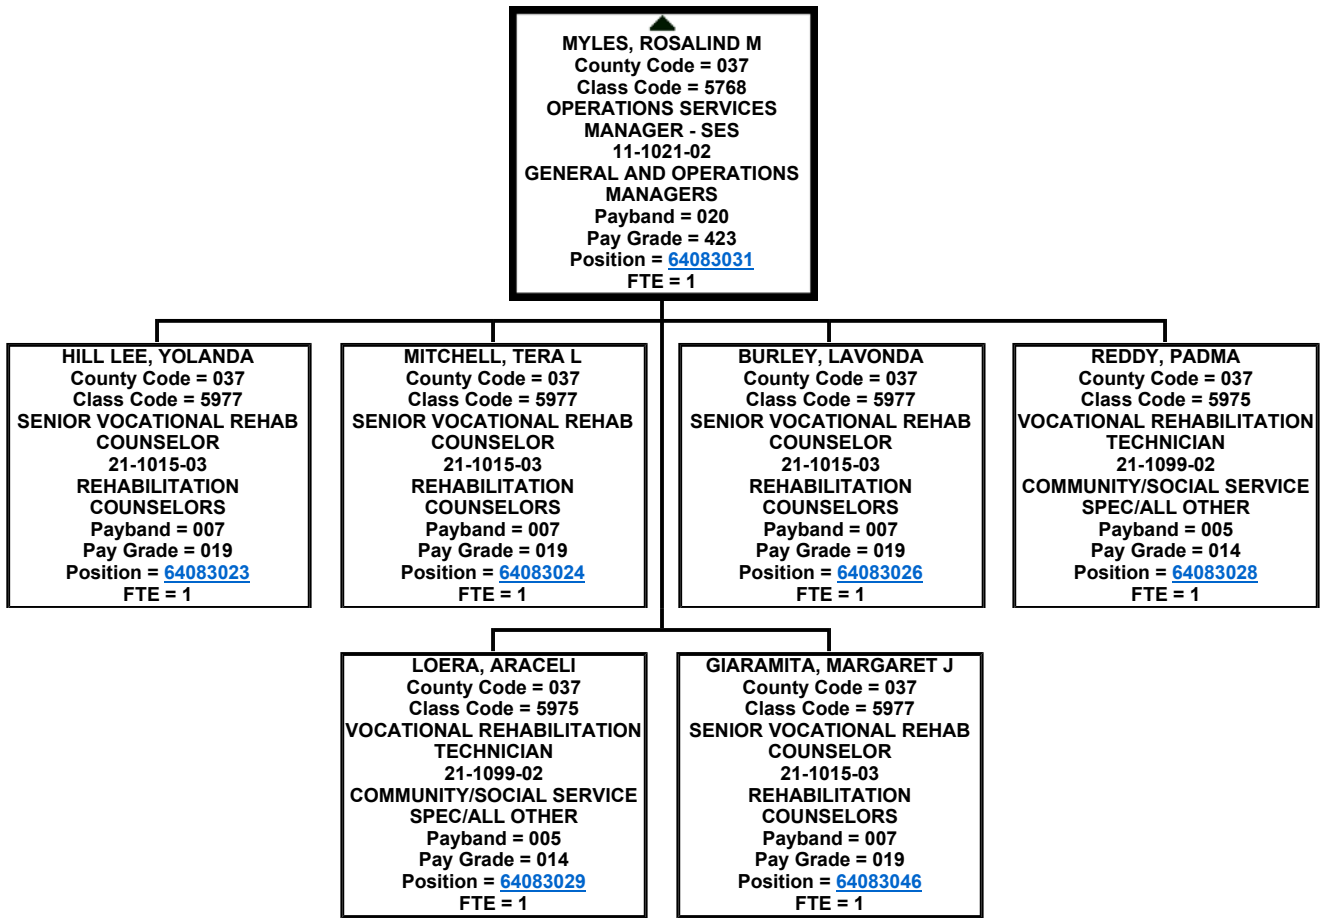 MYLES, ROSALIND M
County Code = 037
Class Code = 5768
OPERATIONS SERVICES
MANAGER - SES
11-1021-02
GENERAL AND OPERATIONS
MANAGERS
Payband = 020
Pay Grade = 423
Position = 64083031
FTE = 1
HILL LEE, YOLANDA
County Code = 037
Class Code = 5977
SENIOR VOCATIONAL REHAB
COUNSELOR
21-1015-03
REHABILITATION
COUNSELORS
Payband = 007
Pay Grade = 019
Position = 64083023
FTE = 1
MITCHELL, TERA L
County Code = 037
Class Code = 5977
SENIOR VOCATIONAL REHAB
COUNSELOR
21-1015-03
REHABILITATION
COUNSELORS
Payband = 007
Pay Grade = 019
Position = 64083024
FTE = 1
BURLEY, LAVONDA
County Code = 037
Class Code = 5977
SENIOR VOCATIONAL REHAB
COUNSELOR
21-1015-03
REHABILITATION
COUNSELORS
Payband = 007
Pay Grade = 019
Position = 64083026
FTE = 1
REDDY, PADMA
County Code = 037
Class Code = 5975
VOCATIONAL REHABILITATION
TECHNICIAN
21-1099-02
COMMUNITY/SOCIAL SERVICE
SPEC/ALL OTHER
Payband = 005
Pay Grade = 014
Position = 64083028
FTE = 1
LOERA, ARACELI
County Code = 037
Class Code = 5975
VOCATIONAL REHABILITATION
TECHNICIAN
21-1099-02
COMMUNITY/SOCIAL SERVICE
SPEC/ALL OTHER
Payband = 005
Pay Grade = 014
Position = 64083029
FTE = 1
GIARAMITA, MARGARET J
County Code = 037
Class Code = 5977
SENIOR VOCATIONAL REHAB
COUNSELOR
21-1015-03
REHABILITATION
COUNSELORS
Payband = 007
Pay Grade = 019
Position = 64083046
FTE = 1